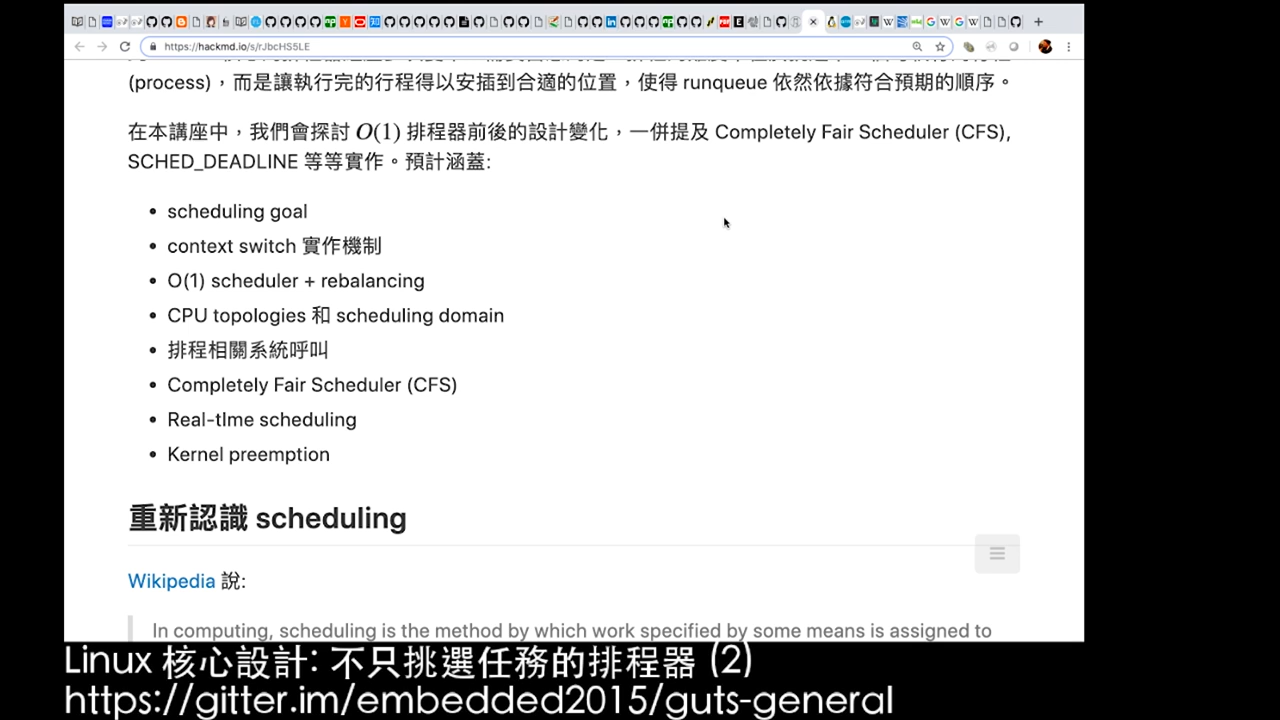 https://hackmd.io/s/rJbcHS5LE
(process)，而是讓執行完的行程得以安插到合適的位置，使得 runqueue 依然依據符合預期的順序。
在本講座中，我們會探討 O(1) 排程器前後的設計變化，一併提及 Completely Fair Scheduler (CFS),
SCHED_DEADLINE 等等實作。預計涵蓋:
• scheduling goal
• context switch 實作機制
• O(1) scheduler + rebalancing
• CPU topologies 和 scheduling domain
• 排程相關系統呼叫
• Completely Fair Scheduler (CFS)
• Real-tIme scheduling
• Kernel preemption
重新認識 scheduling
Wikipedia 說:
In computing, scheduling is the method by which work specified by some means is assigned to
Linux 核心設計: 不只挑選任務的排程器 (2)
https://gitter.im/embedded2015/guts-general